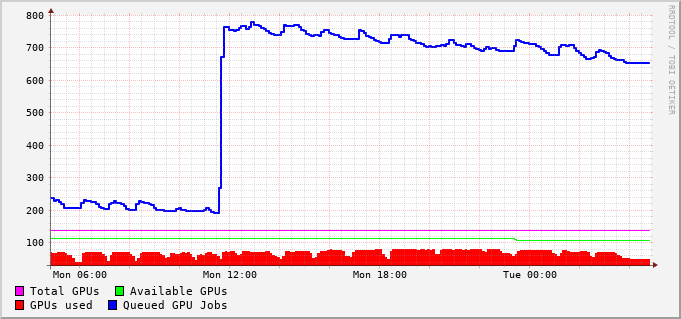 800
700
600
500
400
300
200
100
Mon 06:00 Mon 12:00 Mon 18:00 Tue 00:00
Total GPUs Available GPUs
GPUs used Queued GPU Jobs
RRDTOOL / TOBI OETIKER